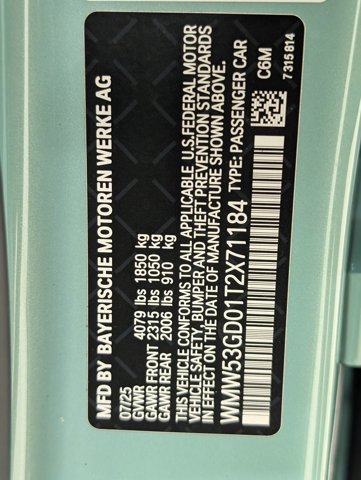 MFD BY BAYERISCHE MOTOREN WERKE AG
07/25
GVWR 4079 lbs 1850 kg
GAWR FRONT 2315 lbs 1050 kg
GAWR REAR 2006 lbs 910 kg
THIS VEHICLE CONFORMS TO ALL APPLICABLE U.S.FEDERAL MOTOR
VEHICLE SAFETY, BUMPER AND THEFT PREVENTION STANDARDS
IN EFFECT ON THE DATE OF MANUFACTURE SHOWN ABOVE.
WMW53GD01T2X71184 TYPE: PASSENGER CAR
C6M
7315814